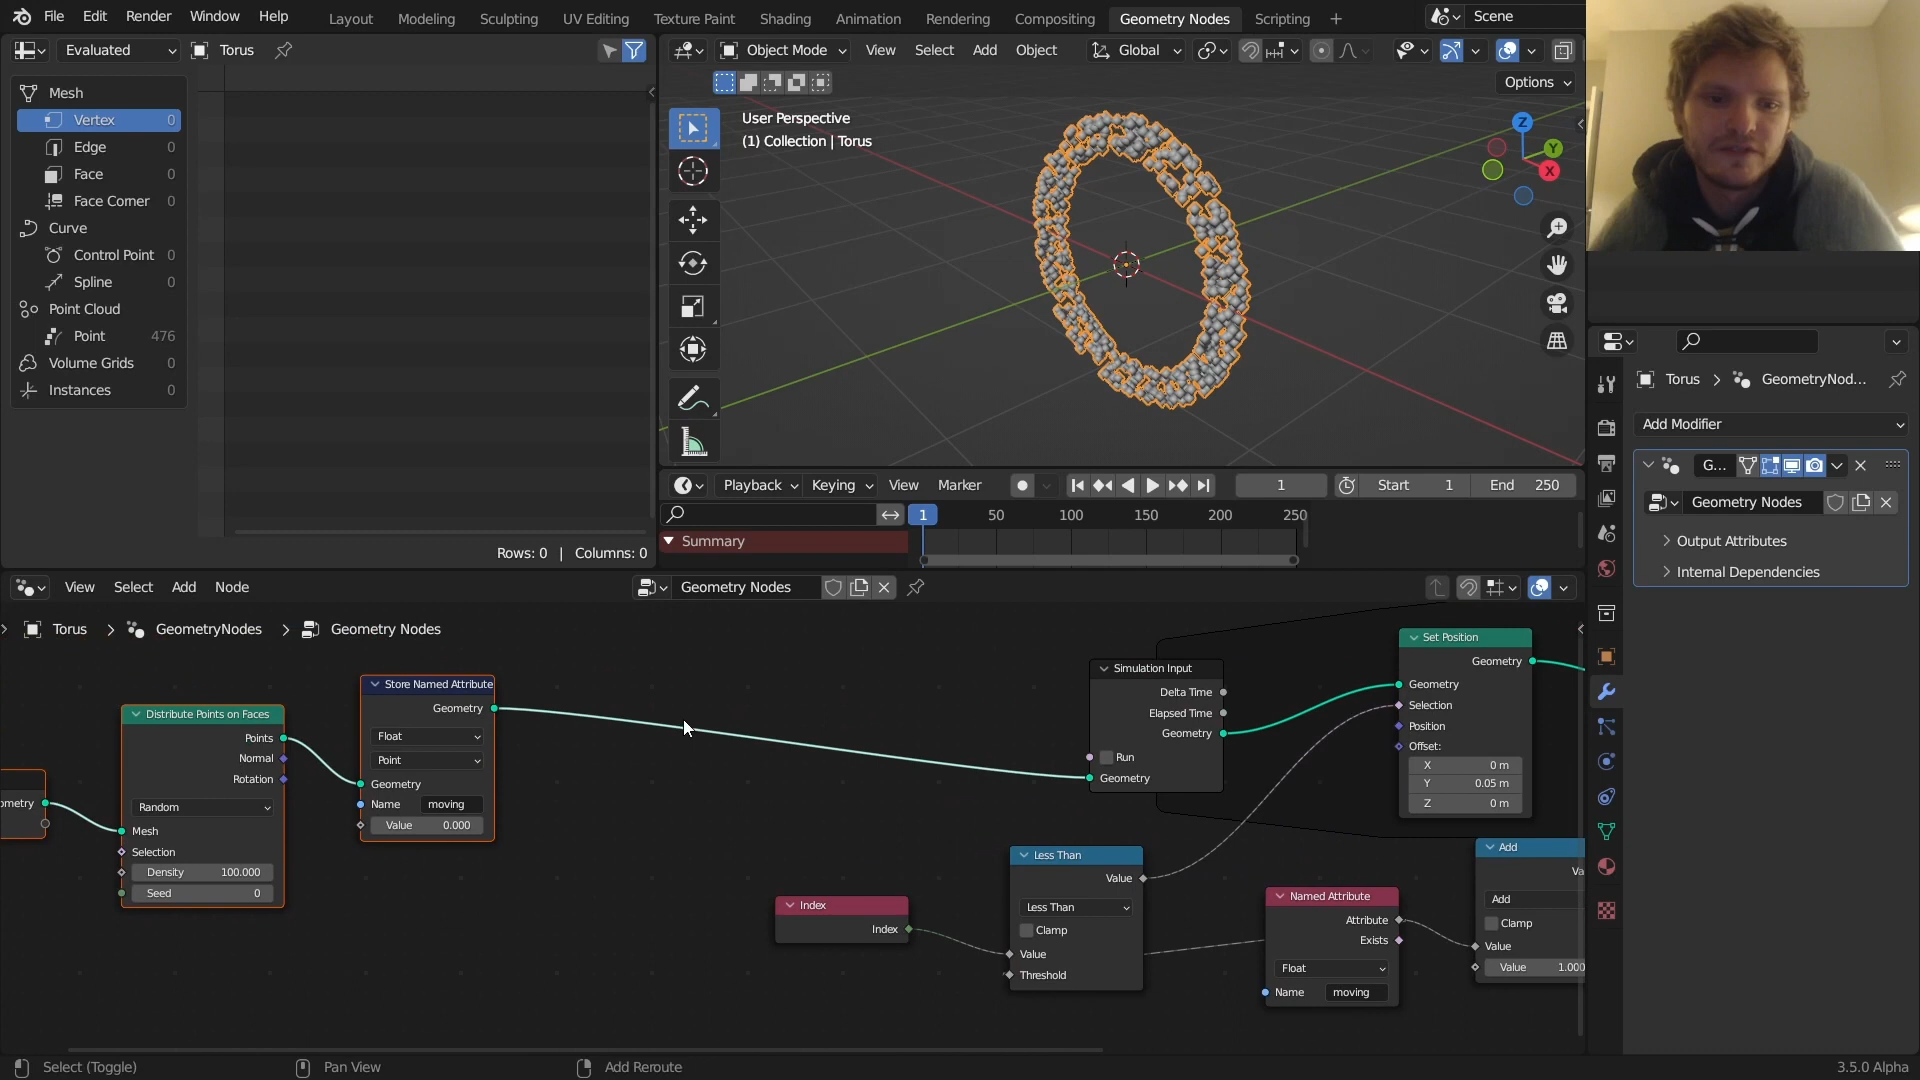 File Edit Render Window Help
Layout Modeling Sculpting UV Editing Texture Paint Shading Animation Rendering Compositing Geometry Nodes Scripting
Scene
Evaluated Torus
Mesh
Vertex 0
Edge 0
Face 0
Face Corner 0
Curve
Control Point 0
Spline 0
Point Cloud
Point 476
Volume Grids 0
Instances 0
Rows: 0 | Columns: 0
Object Mode View Select Add Object Global
Options
User Perspective
(1) Collection | Torus
Z
Y
X
Playback Keying View Marker 1 Start 1 End 250
1 50 100 150 200 250
Summary
Torus > GeometryNod...
Add Modifier
G...
Geometry Nodes
Output Attributes
Internal Dependencies
View Select Add Node Geometry Nodes
Torus > GeometryNodes > Geometry Nodes
ometry
Distribute Points on Faces
Points
Normal
Rotation
Random
Mesh
Selection
Density 100.000
Seed 0
Store Named Attribute
Geometry
Float
Point
Geometry
Name moving
Value 0.000
Simulation Input
Delta Time
Elapsed Time
Geometry
Run
Geometry
Set Position
Geometry
Geometry
Selection
Position
Offset:
X 0 m
Y 0.05 m
Z 0 m
Index
Index
Less Than
Value
Less Than
Clamp
Value
Threshold
Named Attribute
Attribute
Exists
Float
Name moving
Add
Va
Add
Clamp
Value
Value 1.000
Select (Toggle) Pan View Add Reroute 3.5.0 Alpha